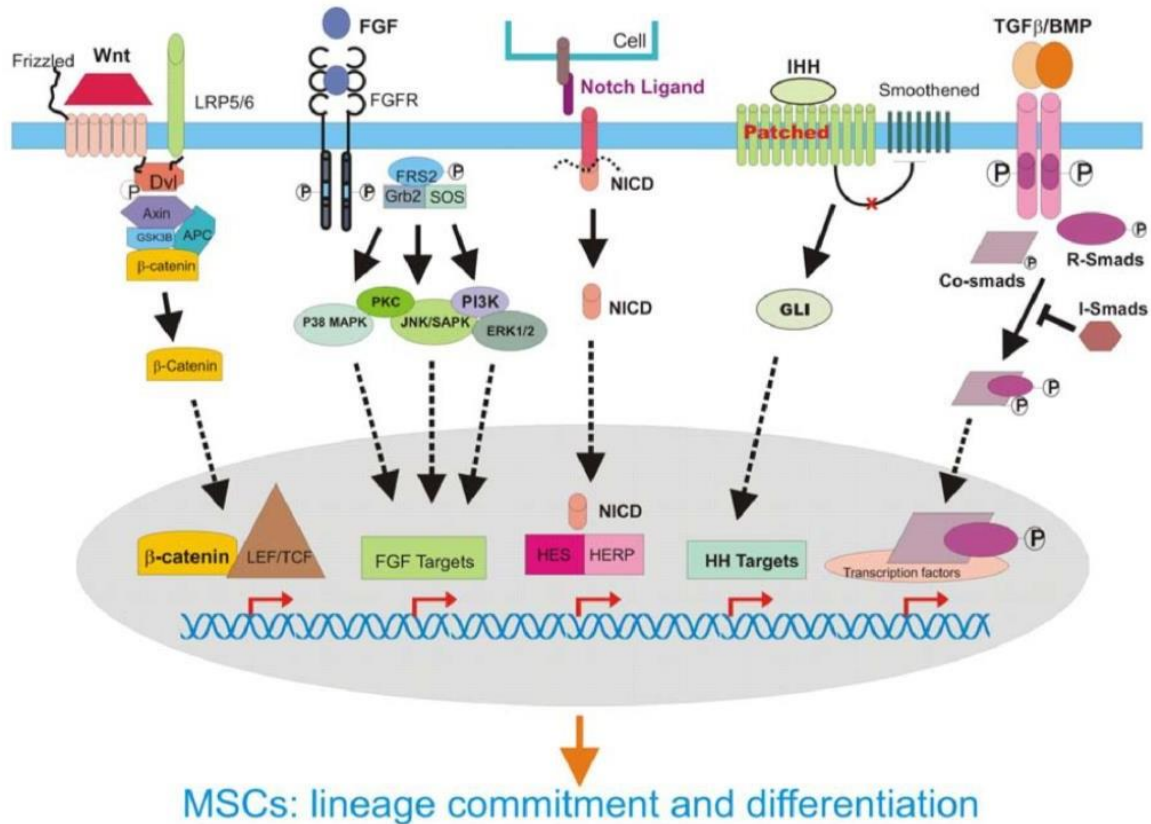 Frizzled
Wnt
LRP5/6
FGF
FGFR
Cell
Notch Ligand
IHH
Patched
Smoothened
TGFβ/BMP
P
Dvl
Axin
GSK3B
APC
β-catenin
β-Catenin
P
P
FRS2
P
Grb2
SOS
PKC
PI3K
P38 MAPK
JNK/SAPK
ERK1/2
NICD
NICD
GLI
P
P
P
R-Smads
P
Co-smads
I-Smads
P
P
β-catenin
LEF/TCF
FGF Targets
NICD
HES
HERP
HH Targets
P
Transcription factors
MSCs: lineage commitment and differentiation